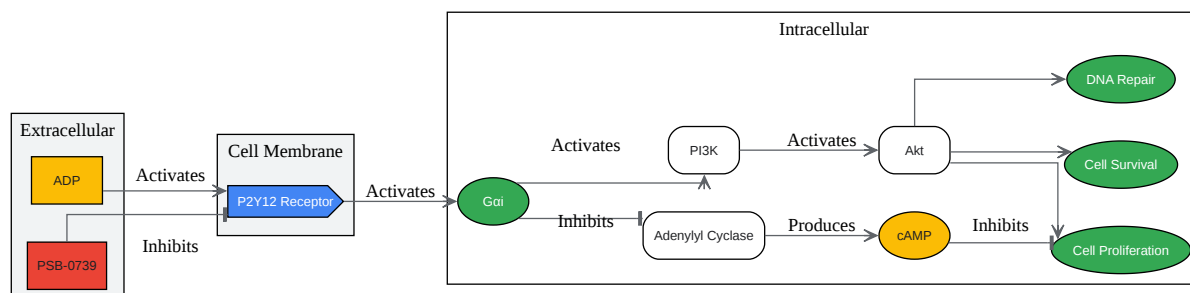 Intracellular
DNA Repair
Extracellular
Cell Membrane
Activates
PI3K
Activates
Akt
Cell Survival
ADP
Activates
P2Y12 Receptor
Activates
Gαi
Inhibits
Adenylyl Cyclase
Produces
cAMP
Inhibits
Cell Proliferation
Inhibits
PSB-0739